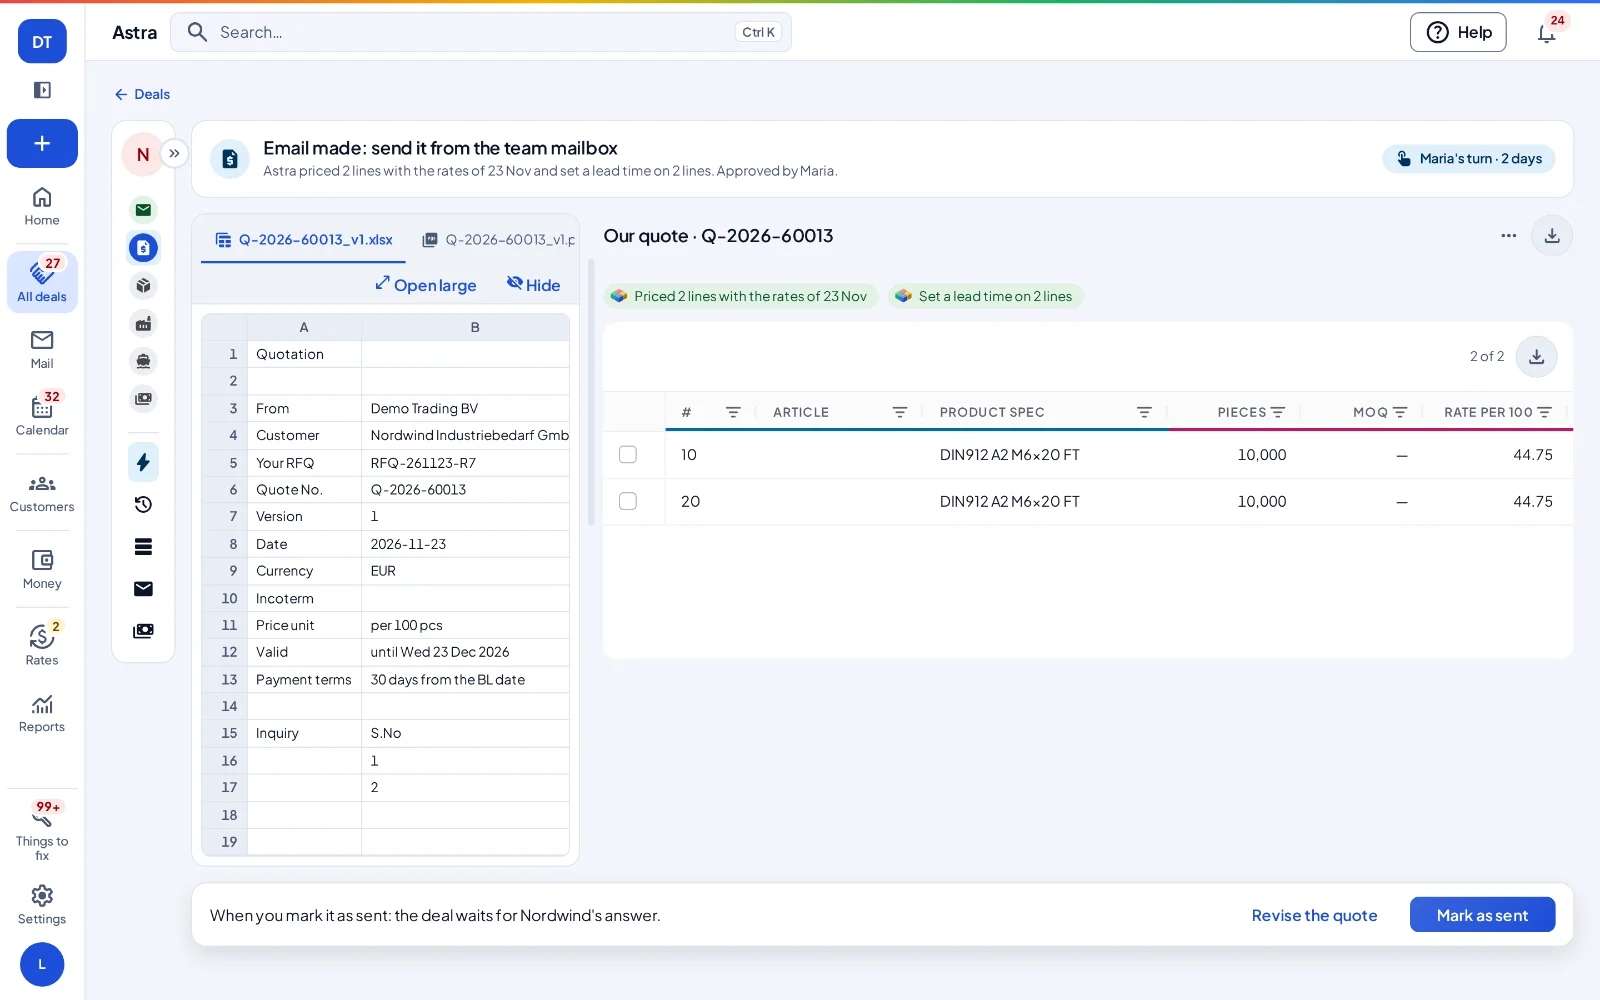 DT
Astra
Search...
Ctrl K
Help
24
Deals
Home
27
All deals
Mail
32
Calendar
Customers
Money
2
Rates
Reports
99+
Things to fix
Settings
L
N
Email made: send it from the team mailbox
Astra priced 2 lines with the rates of 23 Nov and set a lead time on 2 lines. Approved by Maria.
Maria's turn · 2 days
Q-2026-60013_v1.xlsx
Q-2026-60013_v1.p
Open large
Hide
A B
1 Quotation
2
3 From Demo Trading BV
4 Customer Nordwind Industriebedarf Gmb
5 Your RFQ RFQ-261123-R7
6 Quote No. Q-2026-60013
7 Version 1
8 Date 2026-11-23
9 Currency EUR
10 Incoterm
11 Price unit per 100 pcs
12 Valid until Wed 23 Dec 2026
13 Payment terms 30 days from the BL date
14
15 Inquiry S.No
16 1
17 2
18
19
Our quote · Q-2026-60013
Priced 2 lines with the rates of 23 Nov
Set a lead time on 2 lines
2 of 2
# ARTICLE PRODUCT SPEC PIECES MOQ RATE PER 100
10 DIN912 A2 M6×20 FT 10,000 — 44.75
20 DIN912 A2 M6×20 FT 10,000 — 44.75
When you mark it as sent: the deal waits for Nordwind's answer.
Revise the quote
Mark as sent